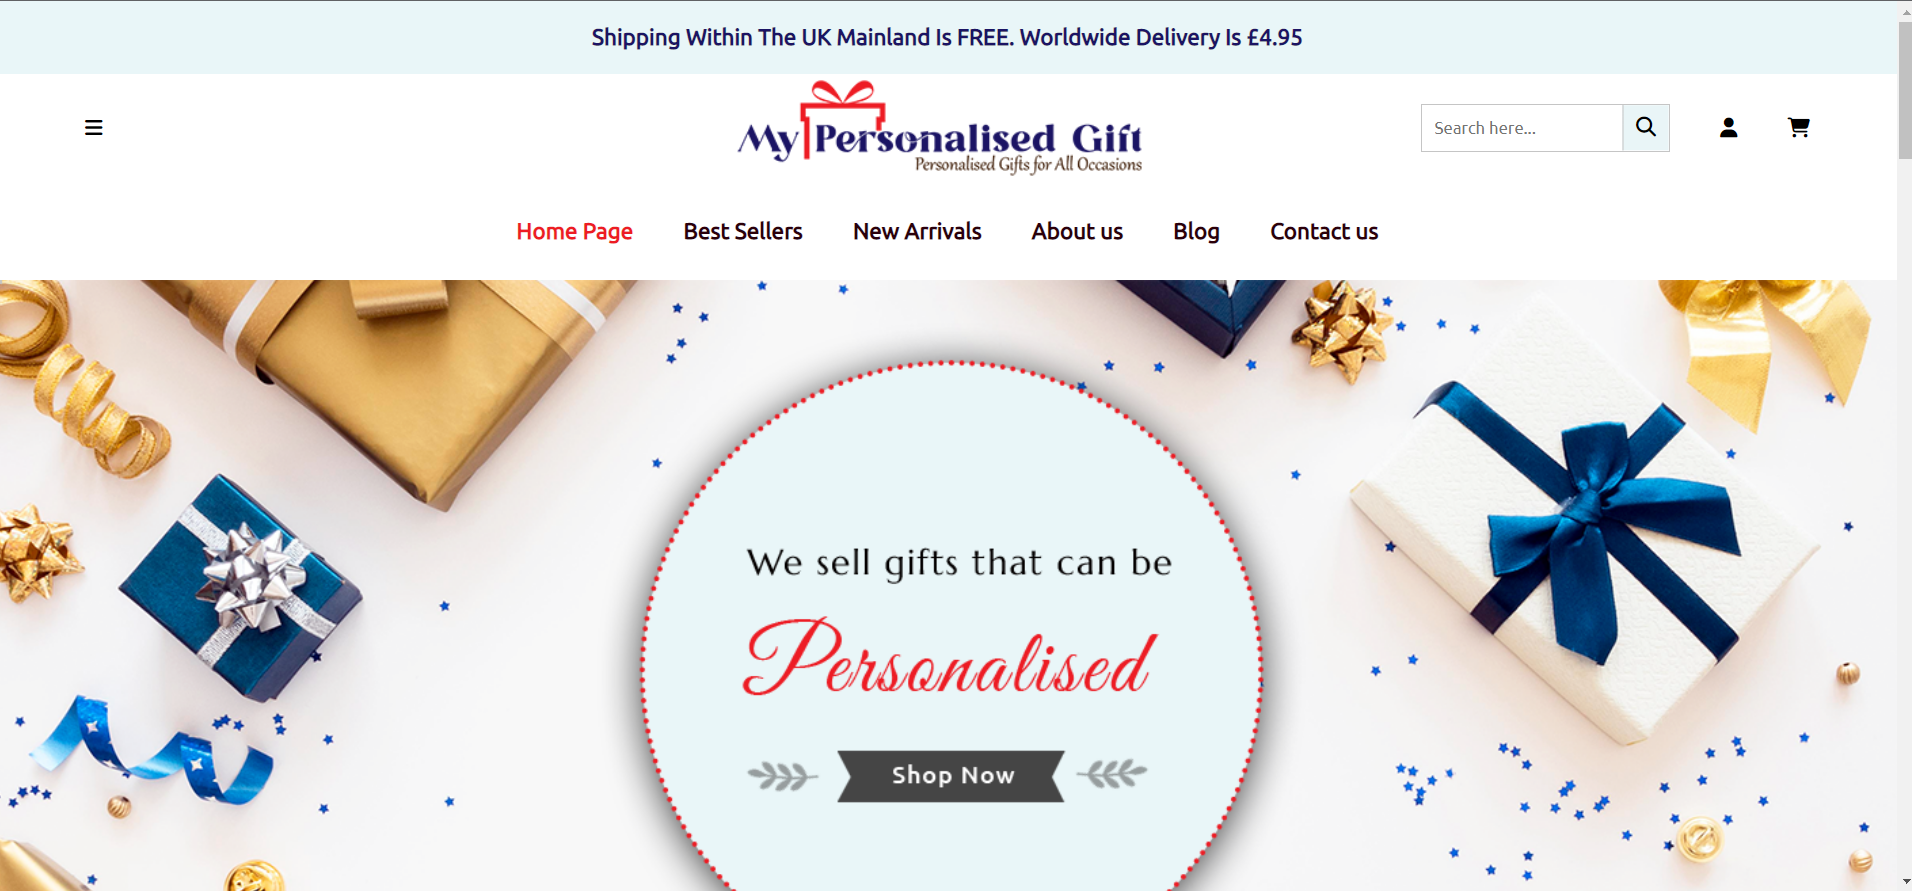 Shipping Within The UK Mainland Is FREE. Worldwide Delivery Is £4.95
My Personalised Gift
Personalised Gifts for All Occasions
Search here...
Home Page
Best Sellers
New Arrivals
About us
Blog
Contact us
We sell gifts that can be
Personalised
Shop Now